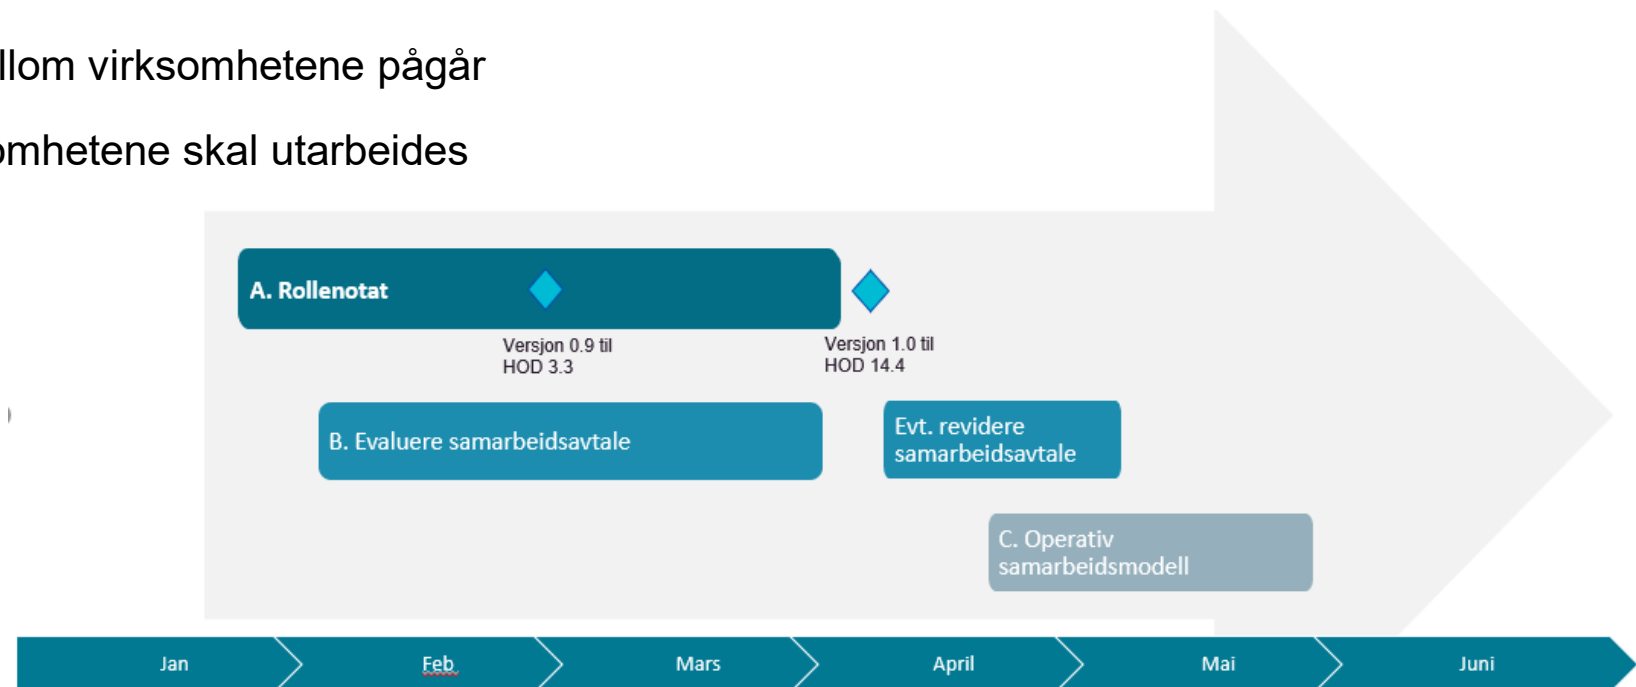 llom virksomhetene pågår
omhetene skal utarbeides
A. Rollenotat
Versjon 0.9 til
HOD 3.3
Versjon 1.0 til
HOD 14.4
B. Evaluere samarbeidsavtale
Evt. revidere
samarbeidsavtale
C. Operativ
samarbeidsmodell
Jan
Feb
Mars
April
Mai
Juni